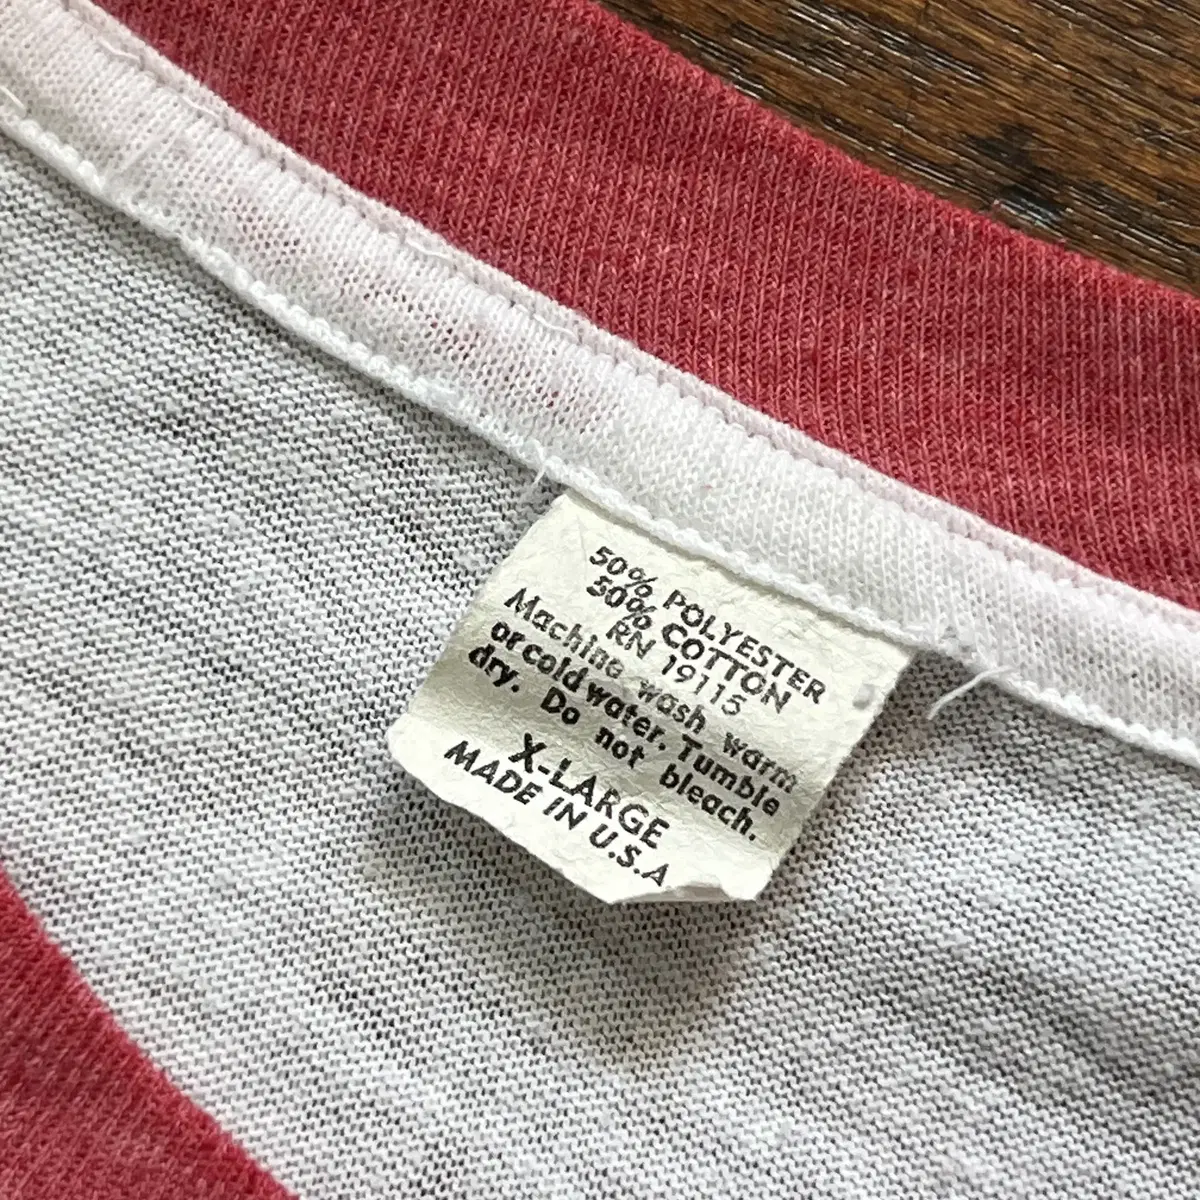 50% POLYESTER
50% COTTON
RN 19115
Machine wash warm
or cold water. Tumble
dry. Do not bleach.
X-LARGE
MADE IN U.S.A